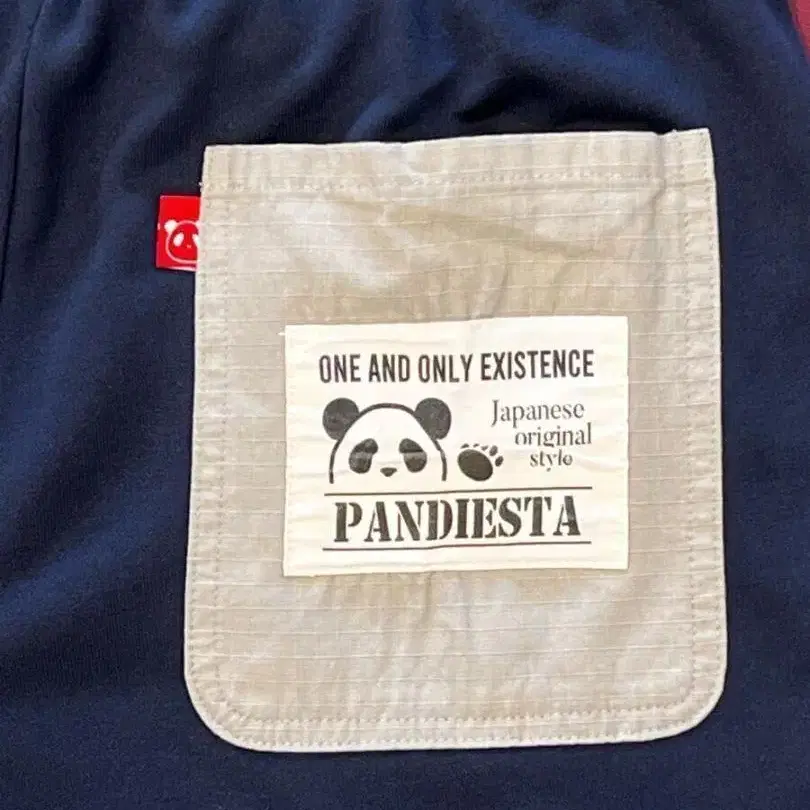 ONE AND ONLY EXISTENCE
Japanese
original
style
PANDIESTA